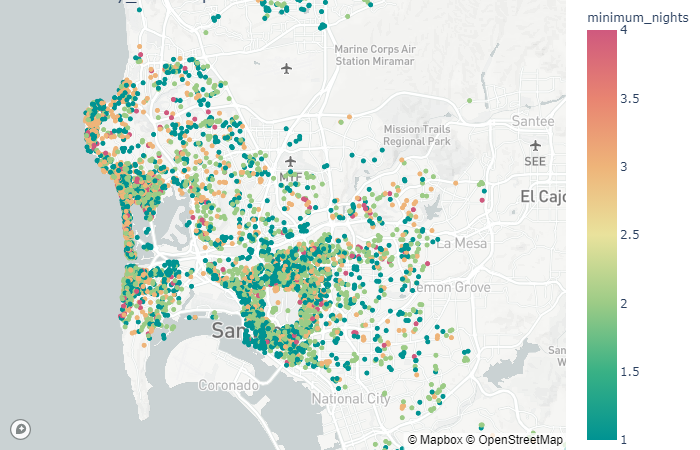 minimum_nights
4
3.5
3
2.5
2
1.5
1
Marine Corps Air
Station Miramar
Mission Trails
Regional Park
Santee
SEE
MYF
El Cajo
La Mesa
emon Grove
San
San
Coronado
National City
© Mapbox © OpenStreetMap